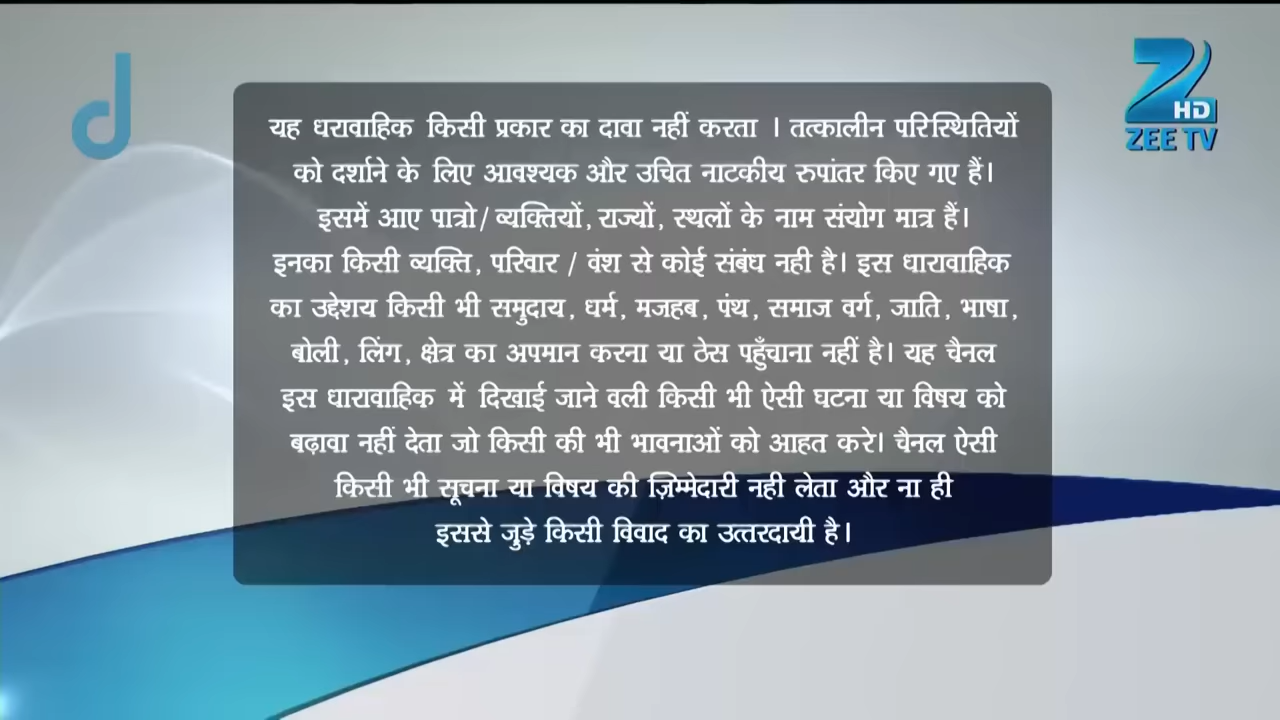 d
Z
HD
ZEE TV
यह धरावाहिक किसी प्रकार का दावा नहीं करता । तत्कालीन परिस्थितियों
को दर्शाने के लिए आवश्यक और उचित नाटकीय रुपांतर किए गए हैं।
इसमें आए पात्रो/व्यक्तियों, राज्यों, स्थलों के नाम संयोग मात्र हैं।
इनका किसी व्यक्ति, परिवार / वंश से कोई संबंध नही है। इस धारावाहिक
का उद्देशय किसी भी समुदाय, धर्म, मजहब, पंथ, समाज वर्ग, जाति, भाषा,
बोली, लिंग, क्षेत्र का अपमान करना या ठेस पहुँचाना नहीं है। यह चैनल
इस धारावाहिक में दिखाई जाने वली किसी भी ऐसी घटना या विषय को
बढ़ावा नहीं देता जो किसी की भी भावनाओं को आहत करे। चैनल ऐसी
किसी भी सूचना या विषय की ज़िम्मेदारी नही लेता और ना ही
इससे जुड़े किसी विवाद का उत्तरदायी है।